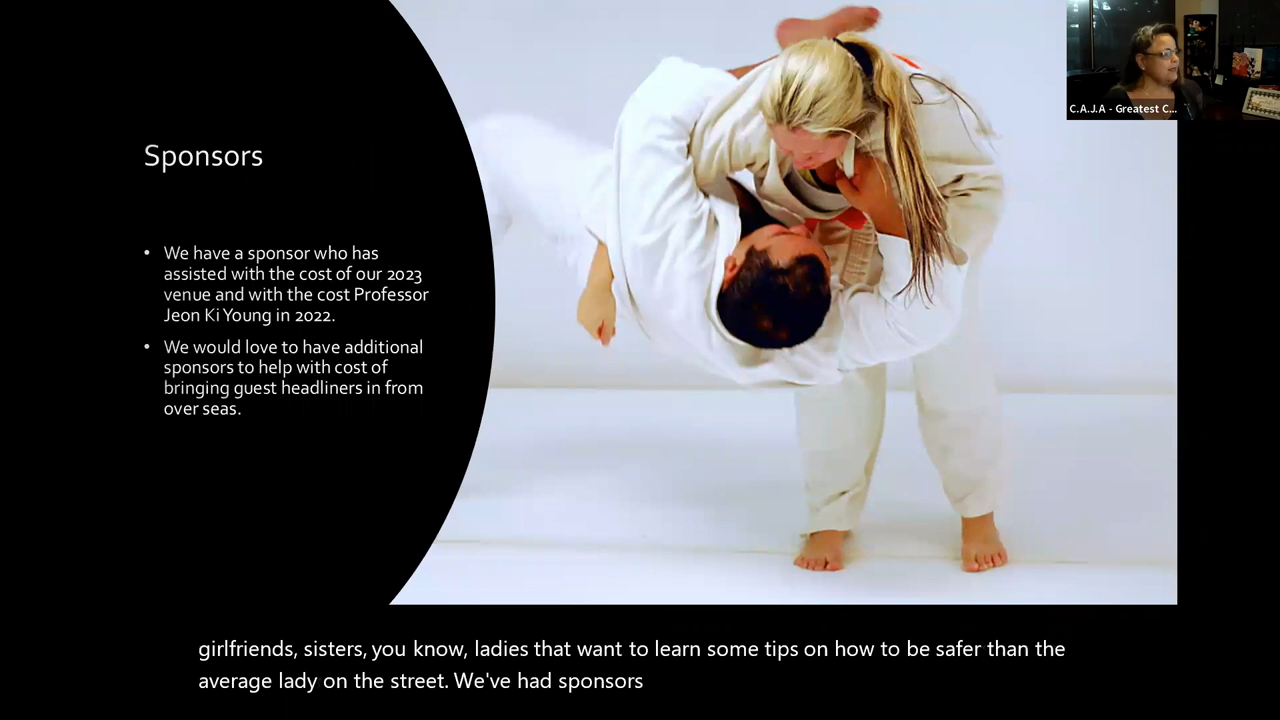 Sponsors
• We have a sponsor who has
assisted with the cost of our 2023
venue and with the cost Professor
Jeon Ki Young in 2022.
• We would love to have additional
sponsors to help with cost of
bringing guest headliners in from
over seas.
C.A.J.A - Greatest C...
girlfriends, sisters, you know, ladies that want to learn some tips on how to be safer than the
average lady on the street. We've had sponsors